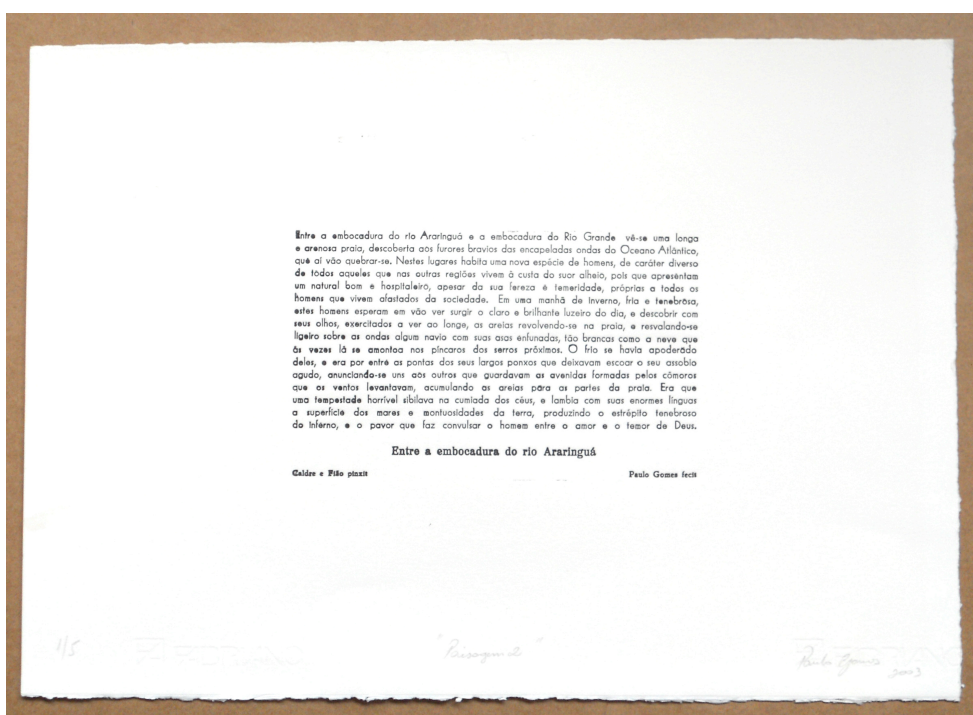 Entre a embocadura do rio Araringuá e a embocadura do Rio Grande vê-se uma longa
e arenosa praia, descoberta aos furores bravios das encapeladas ondas do Oceano Atlântico,
que aí vão quebrar-se. Nestes lugares habita uma nova espécie de homens, de caráter diverso
de todos aqueles que nas outras regiões vivem à custa do suor alheio, pois que apresentam
um natural bom e hospitaleiro, apesar da sua fereza e temeridade, próprias a todos os
homens que vivem afastados da sociedade. Em uma manhã de inverno, fria e tenebrosa,
estes homens esperam em vão ver surgir o claro e brilhante luzeiro do dia, e descobrir com
seus olhos, exercitados a ver ao longe, as areias revolvendo-se na praia, e resvalando-se
ligeiro sobre as ondas algum navio com suas asas enfunadas, tão brancas como a neve que
às vezes lá se amontoa nos píncaros dos serros próximos. O frio se havia apoderado
deles, e era por entre as pontas dos seus largos ponxos que deixavam escoar o seu assobio
agudo, anunciando-se uns aos outros que guardavam as avenidas formadas pelos cômoros
que os ventos levantavam, acumulando as areias para as partes da praia. Era que
uma tempestade horrível sibilava na cumiada dos céus, e lambia com suas enormes línguas
a superfície dos mares e montuosidades da terra, produzindo o estrépito tenebroso
do inferno, e o pavor que faz convulsar o homem entre o amor e o temor de Deus.
Entre a embocadura do rio Araringuá
Caldre e Fião pinxit Paulo Gomes fecit
1/5 Paulo Gomes
2003